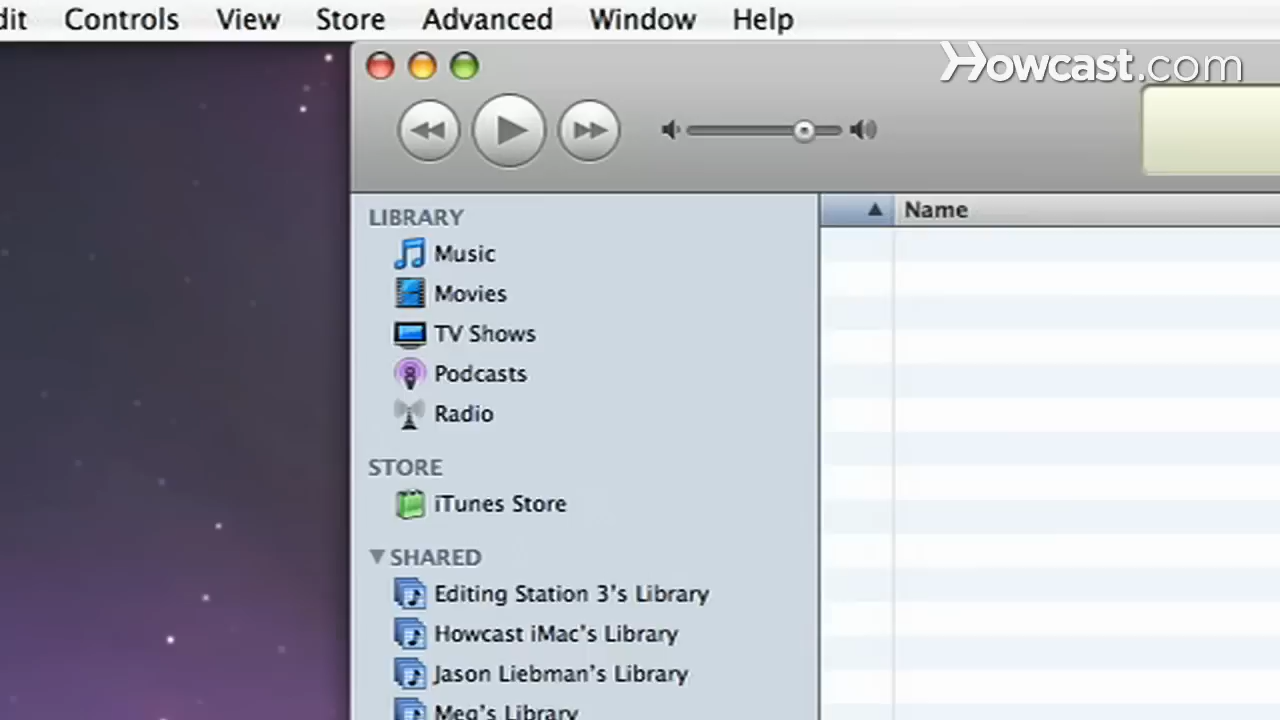 dit Controls View Store Advanced Window Help
Howcast.com
LIBRARY
Name
Music
Movies
TV Shows
Podcasts
Radio
STORE
iTunes Store
SHARED
Editing Station 3's Library
Howcast iMac's Library
Jason Liebman's Library
Meg's Library